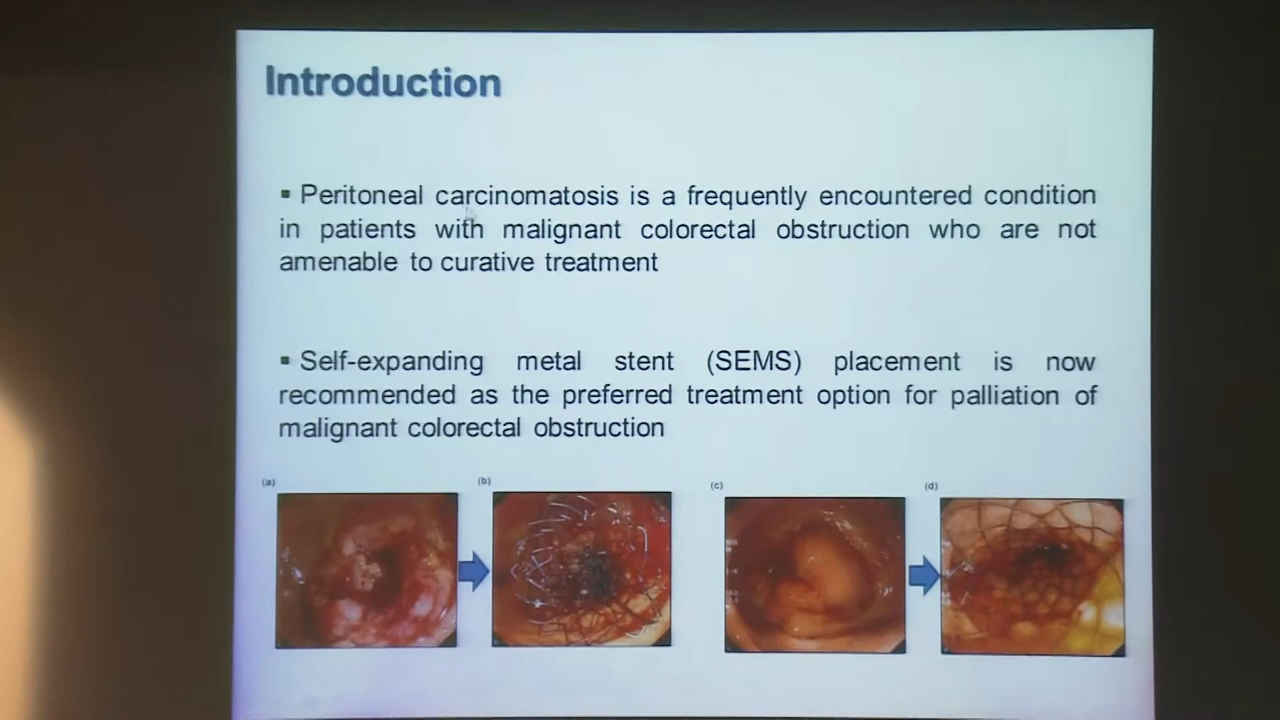 Introduction
▪ Peritoneal carcinomatosis is a frequently encountered condition
in patients with malignant colorectal obstruction who are not
amenable to curative treatment
▪ Self-expanding metal stent (SEMS) placement is now
recommended as the preferred treatment option for palliation of
malignant colorectal obstruction
(a)
(b)
(c)
(d)